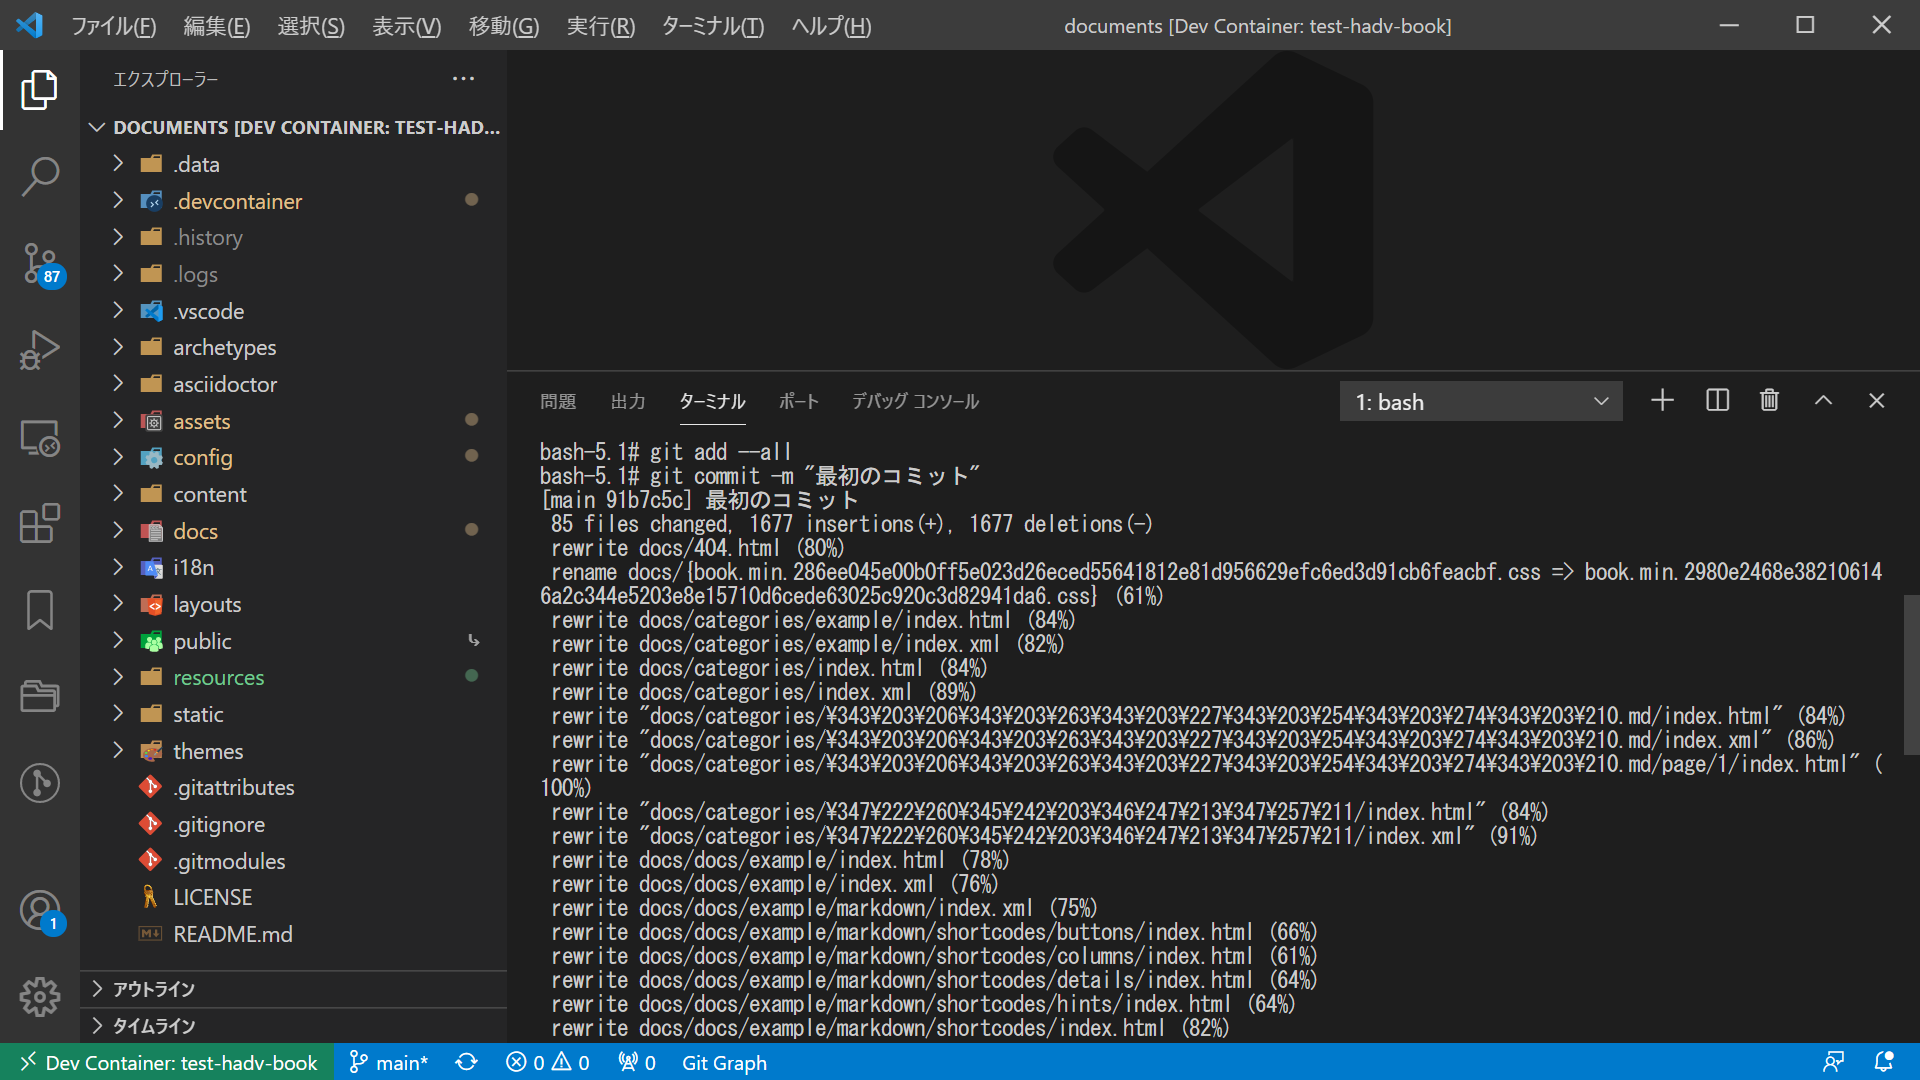 ファイル(F) 編集(E) 選択(S) 表示(V) 移動(G) 実行(R) ターミナル(T) ヘルプ(H) documents [Dev Container: test-hadv-book]
エクスプローラー
DOCUMENTS [DEV CONTAINER: TEST-HAD...
.data
.devcontainer
.history
.logs
.vscode
archetypes
asciidoctor
assets
config
content
docs
i18n
layouts
public
resources
static
themes
.gitattributes
.gitignore
.gitmodules
LICENSE
README.md
アウトライン
タイムライン
87
1
問題 出力 ターミナル ポート デバッグ コンソール 1: bash
bash-5.1# git add --all
bash-5.1# git commit -m "最初のコミット"
[main 91b7c5c] 最初のコミット
85 files changed, 1677 insertions(+), 1677 deletions(-)
rewrite docs/404.html (80%)
rename docs/{book.min.286ee045e00b0ff5e023d26eced55641812e81d956629efc6ed3d91cb6feacbf.css => book.min.2980e2468e38210614
6a2c344e5203e8e15710d6cede63025c920c3d82941da6.css} (61%)
rewrite docs/categories/example/index.html (84%)
rewrite docs/categories/example/index.xml (82%)
rewrite docs/categories/index.html (84%)
rewrite docs/categories/index.xml (89%)
rewrite "docs/categories/¥343¥203¥206¥343¥203¥263¥343¥203¥227¥343¥203¥254¥343¥203¥274¥343¥203¥210.md/index.html" (84%)
rewrite "docs/categories/¥343¥203¥206¥343¥203¥263¥343¥203¥227¥343¥203¥254¥343¥203¥274¥343¥203¥210.md/index.xml" (86%)
rewrite "docs/categories/¥343¥203¥206¥343¥203¥263¥343¥203¥227¥343¥203¥254¥343¥203¥274¥343¥203¥210.md/page/1/index.html" (
100%)
rewrite "docs/categories/¥347¥222¥260¥345¥242¥203¥346¥247¥213¥347¥257¥211/index.html" (84%)
rewrite "docs/categories/¥347¥222¥260¥345¥242¥203¥346¥247¥213¥347¥257¥211/index.xml" (91%)
rewrite docs/docs/example/index.html (78%)
rewrite docs/docs/example/index.xml (76%)
rewrite docs/docs/example/markdown/index.xml (75%)
rewrite docs/docs/example/markdown/shortcodes/buttons/index.html (66%)
rewrite docs/docs/example/markdown/shortcodes/columns/index.html (61%)
rewrite docs/docs/example/markdown/shortcodes/details/index.html (64%)
rewrite docs/docs/example/markdown/shortcodes/hints/index.html (64%)
rewrite docs/docs/example/markdown/shortcodes/index.html (82%)
Dev Container: test-hadv-book main* 0 0 0 Git Graph